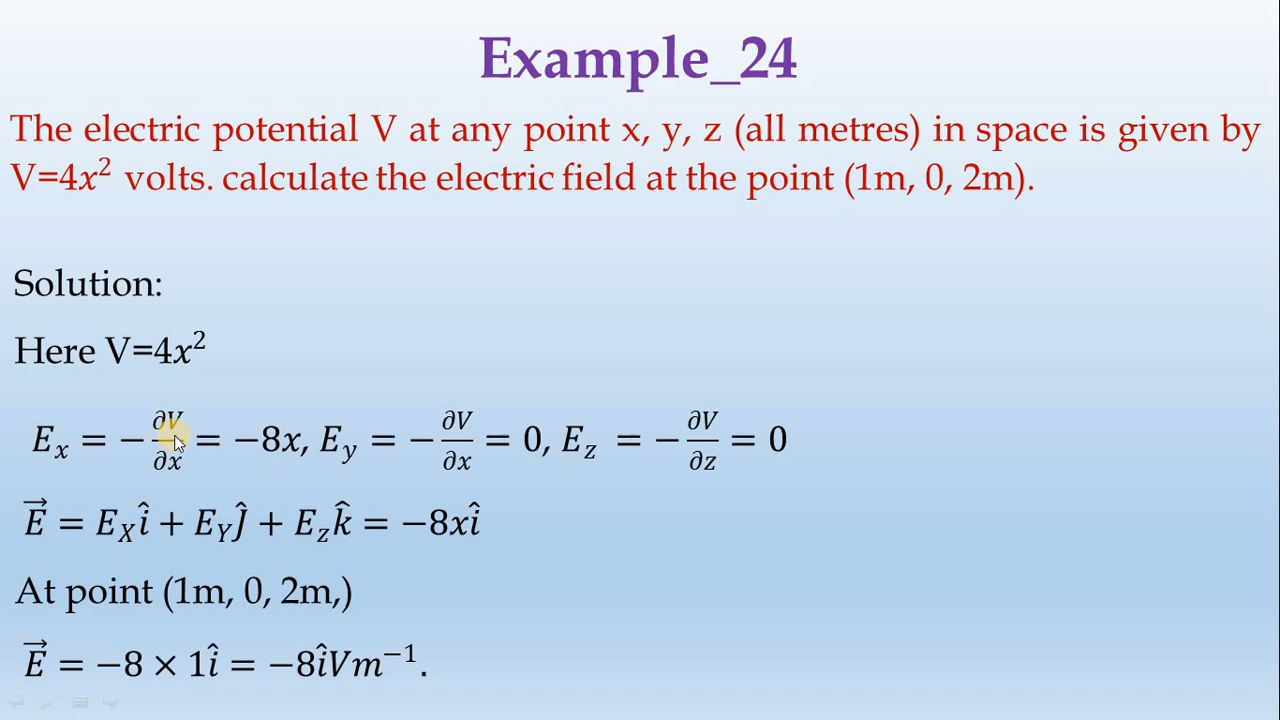 Example_24
The electric potential V at any point x, y, z (all metres) in space is given by
V=4𝑥² volts. calculate the electric field at the point (1m, 0, 2m).
Solution:
Here V=4𝑥²
𝐸ₓ = −∂𝑉/∂𝑥 = −8𝑥, 𝐸_y = −∂𝑉/∂𝑥 = 0, 𝐸_z = −∂𝑉/∂𝑧 = 0
E⃗ = E_X î + E_Y Ĵ + E_z k̂ = −8𝑥î
At point (1m, 0, 2m,)
E⃗ = −8 × 1î = −8îVm⁻¹.